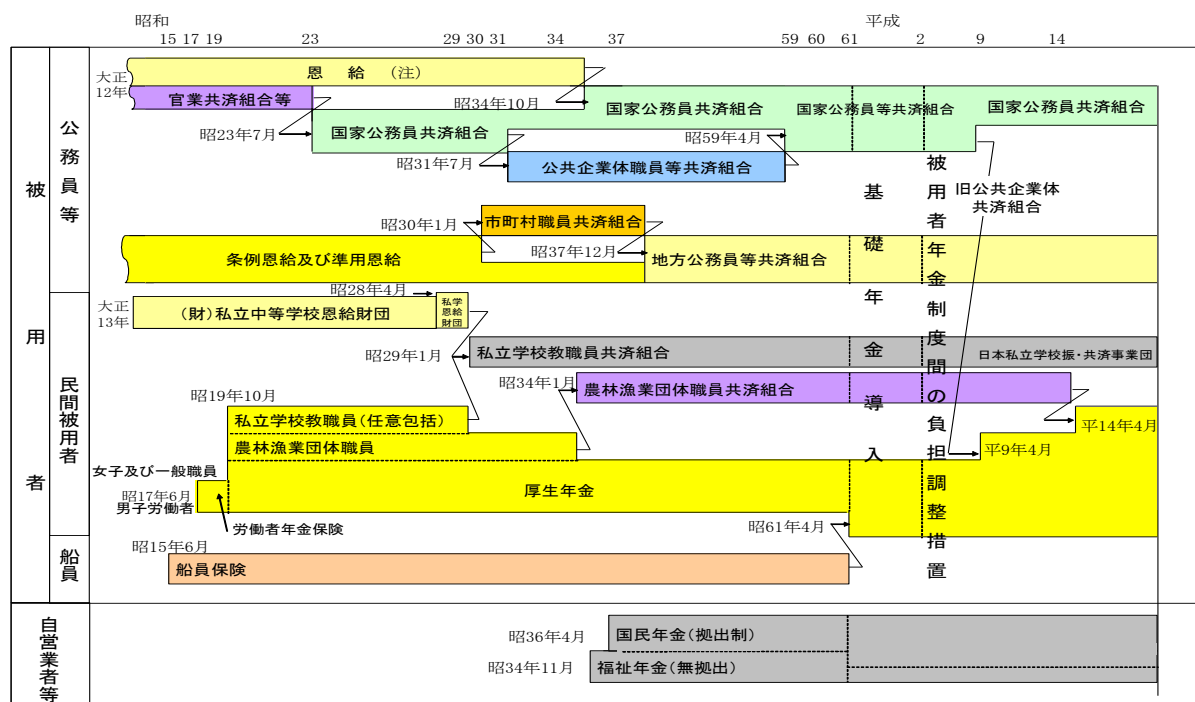 昭和
平成
15 17 19 23 29 30 31 34 37 59 60 61 2 9 14
被用者
公務員等
大正12年
恩 給 (注)
官業共済組合等
昭34年10月
国家公務員共済組合
国家公務員等共済組合
国家公務員共済組合
昭23年7月
国家公務員共済組合
昭59年4月
昭31年7月
公共企業体職員等共済組合
旧公共企業体
共済組合
昭30年1月
市町村職員共済組合
昭37年12月
条例恩給及び準用恩給
地方公務員等共済組合
基礎年金導入
被用者年金制度間の負担調整措置
民間被用者
昭28年4月
大正13年
(財)私立中等学校恩給財団
私学
恩給
財団
昭29年1月
私立学校教職員共済組合
日本私立学校振・共済事業団
昭34年1月
農林漁業団体職員共済組合
昭19年10月
私立学校教職員(任意包括)
平14年4月
農林漁業団体職員
平9年4月
女子及び一般職員
昭17年6月
男子労働者
厚生年金
労働者年金保険
昭61年4月
船員
昭15年6月
船員保険
自営業者等
昭36年4月
国民年金(拠出制)
昭34年11月
福祉年金(無拠出)